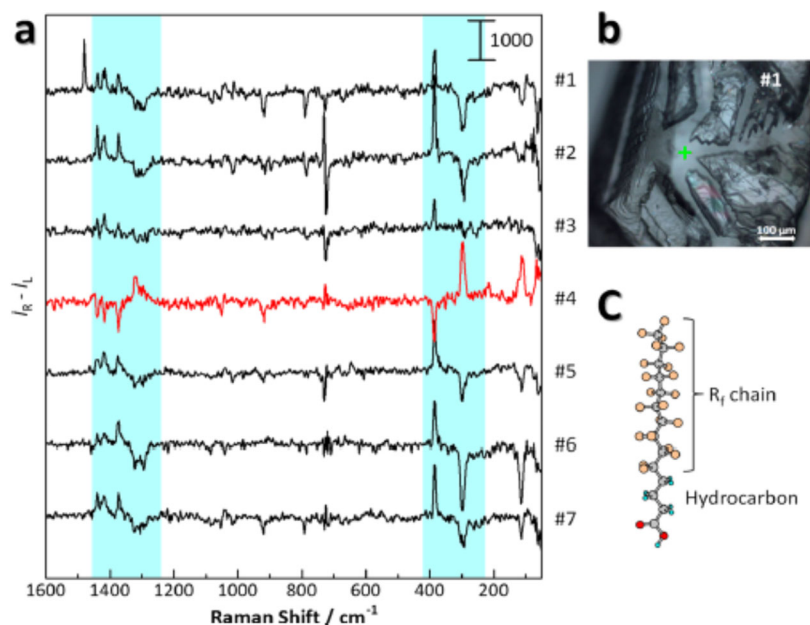 a
1000
#1
#2
#3
#4
#5
#6
#7
I_R - I_L
1600 1400 1200 1000 800 600 400 200
Raman Shift / cm⁻¹
b
#1
100 μm
C
R_f chain
Hydrocarbon